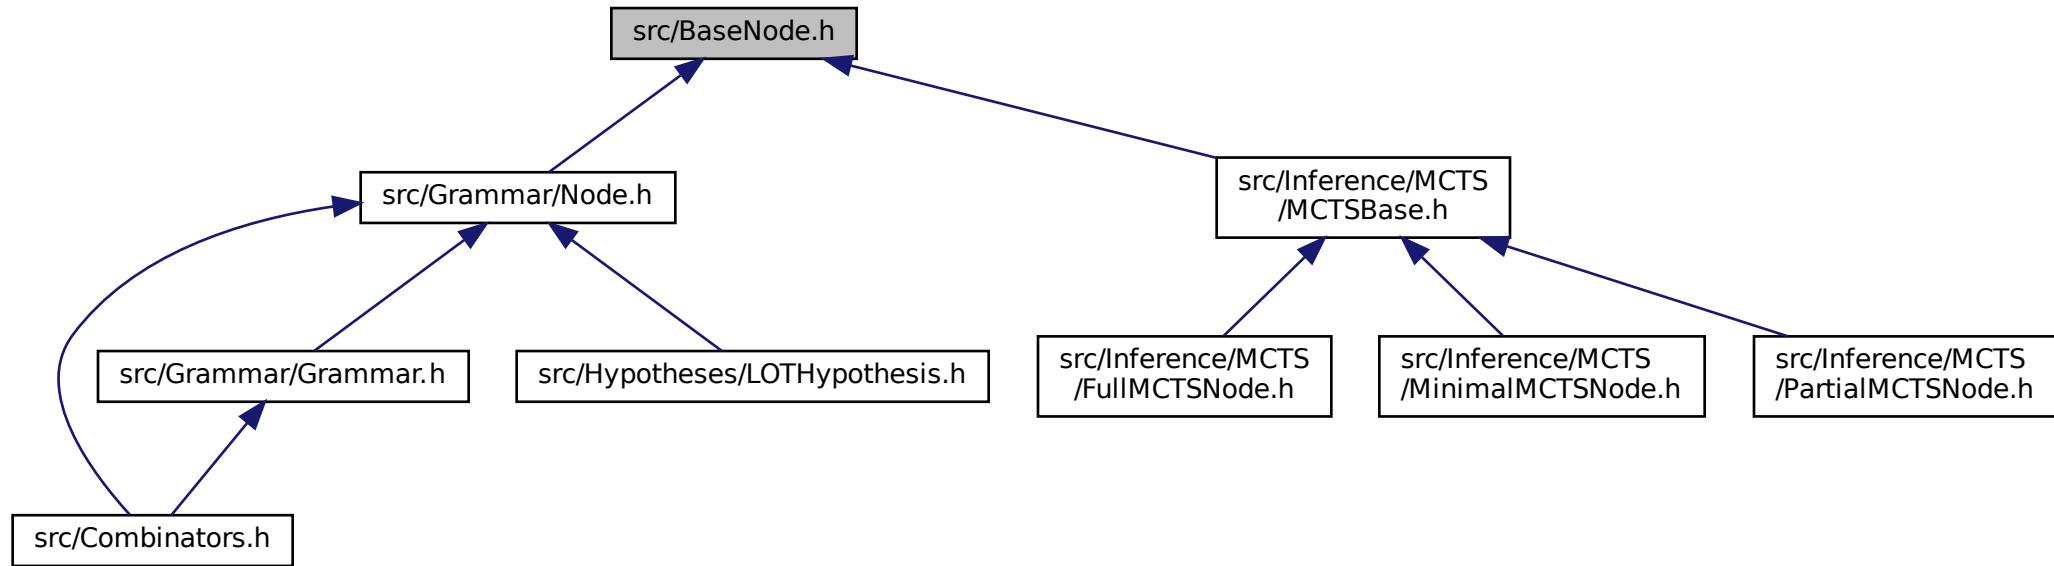 src/BaseNode.h
src/Grammar/Node.h
src/Inference/MCTS
/MCTSBase.h
src/Grammar/Grammar.h
src/Hypotheses/LOTHypothesis.h
src/Inference/MCTS
/FullMCTSNode.h
src/Inference/MCTS
/MinimalMCTSNode.h
src/Inference/MCTS
/PartialMCTSNode.h
src/Combinators.h